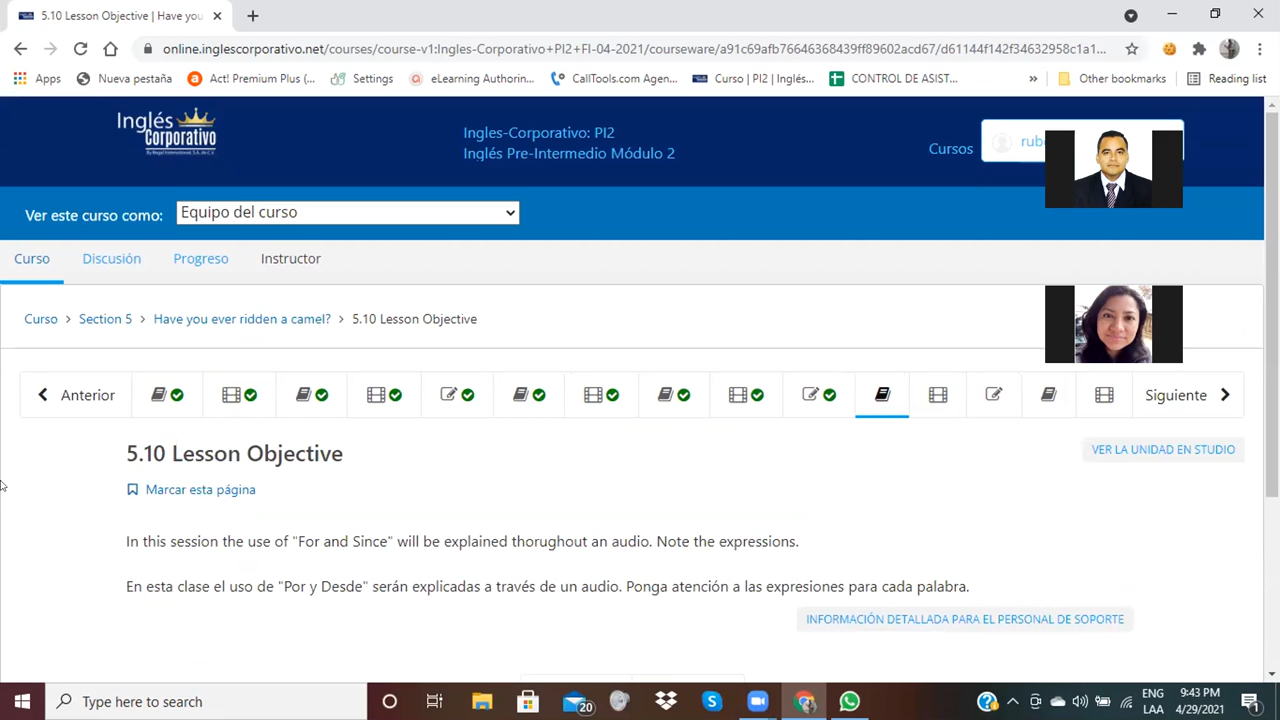 5.10 Lesson Objective | Have you
online.inglescorporativo.net/courses/course-v1:Ingles-Corporativo+PI2+FI-04-2021/courseware/a91c69afb76646368439ff89602acd67/d61144f142f34632958c1a1...
Apps Nueva pestaña Act! Premium Plus (... Settings eLearning Authorin... CallTools.com Agen... Curso | PI2 | Inglés... CONTROL DE ASIST... » Other bookmarks Reading list
Inglés
Corporativo
Ingles-Corporativo: PI2
Inglés Pre-Intermedio Módulo 2
Cursos
Ver este curso como: Equipo del curso
Curso Discusión Progreso Instructor
Curso > Section 5 > Have you ever ridden a camel? > 5.10 Lesson Objective
Anterior Siguiente
5.10 Lesson Objective
VER LA UNIDAD EN STUDIO
Marcar esta página
In this session the use of "For and Since" will be explained thorughout an audio. Note the expressions.
En esta clase el uso de "Por y Desde" serán explicadas a través de un audio. Ponga atención a las expresiones para cada palabra.
INFORMACIÓN DETALLADA PARA EL PERSONAL DE SOPORTE
Type here to search
20
ENG
LAA
9:43 PM
4/29/2021
1